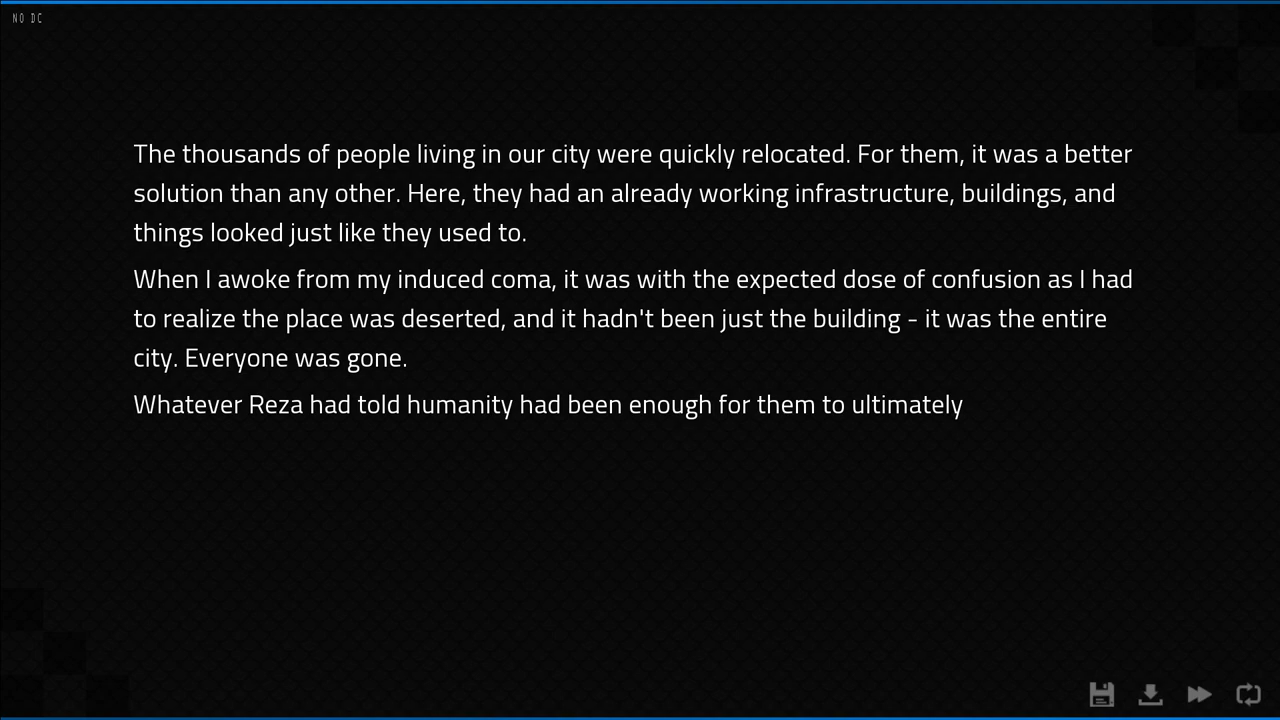 NO DC
The thousands of people living in our city were quickly relocated. For them, it was a better
solution than any other. Here, they had an already working infrastructure, buildings, and
things looked just like they used to.
When I awoke from my induced coma, it was with the expected dose of confusion as I had
to realize the place was deserted, and it hadn't been just the building - it was the entire
city. Everyone was gone.
Whatever Reza had told humanity had been enough for them to ultimately